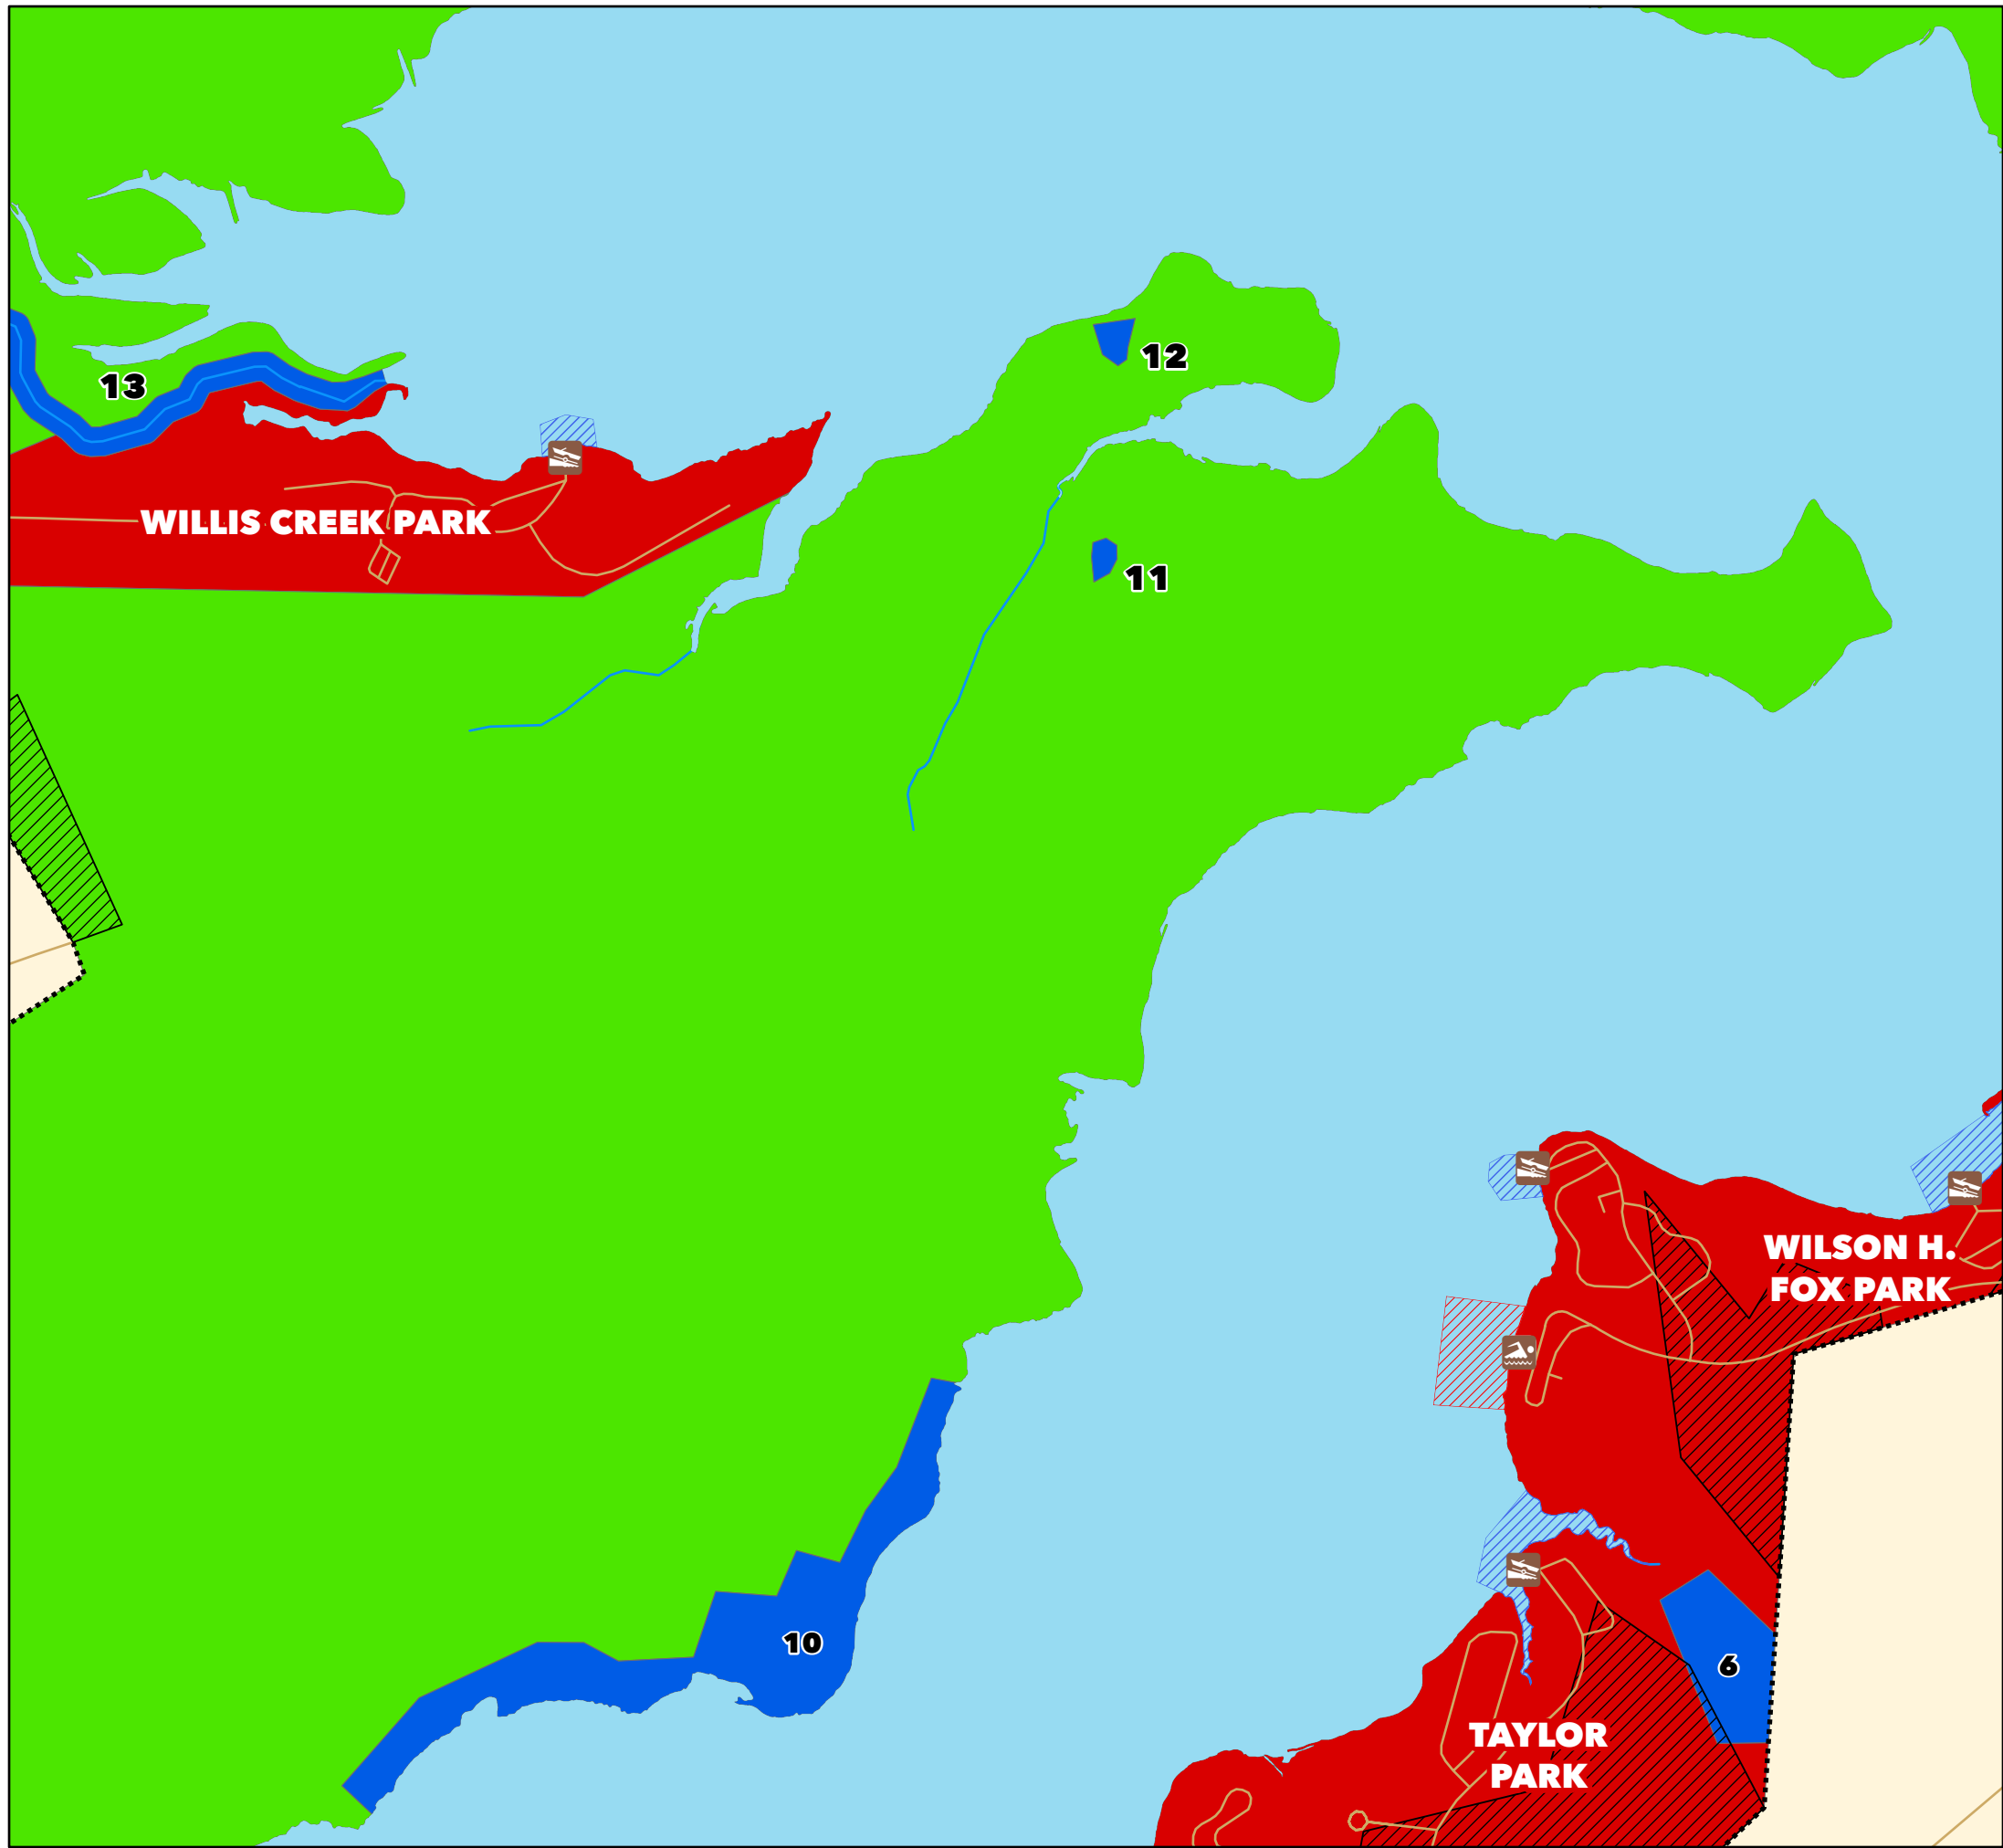 12
13
WILLIS CREEK PARK
11
WILSON H.
FOX PARK
10
6
TAYLOR
PARK